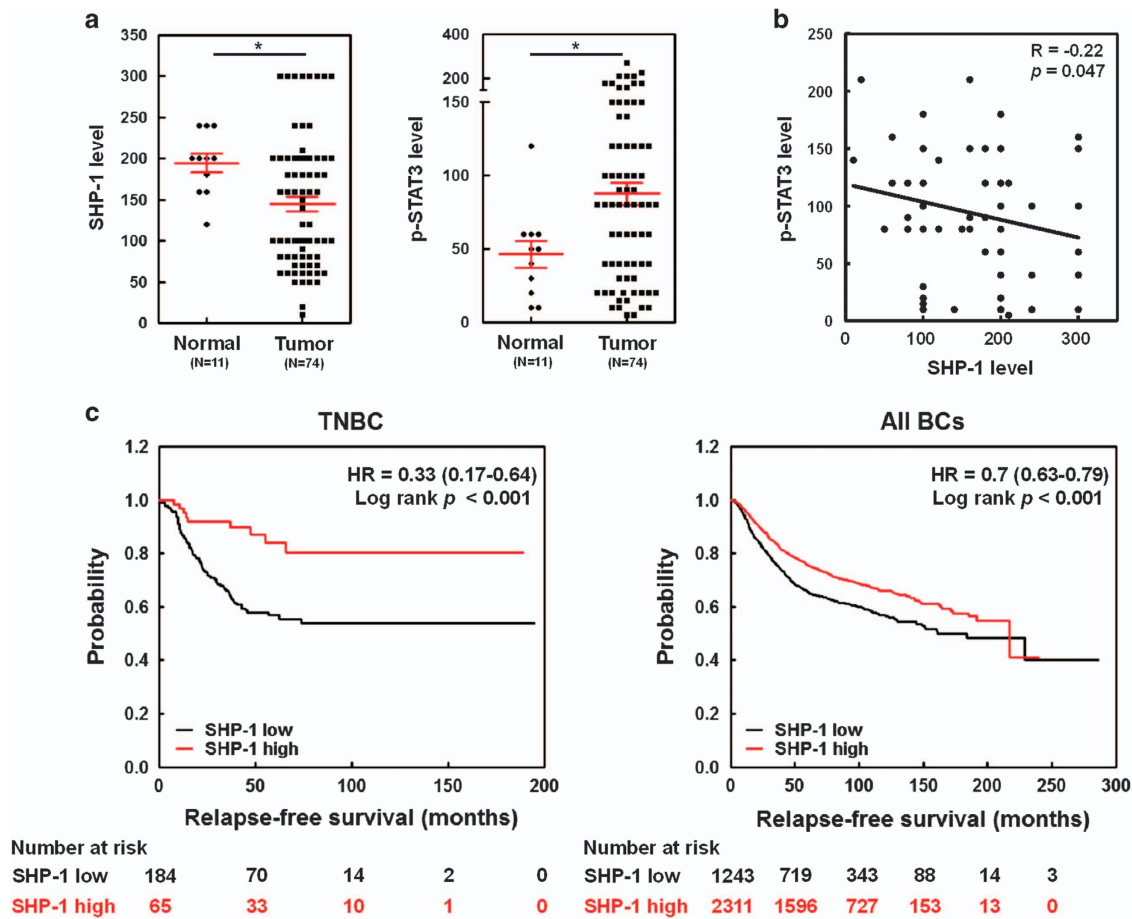 a
350
300
250
200
150
100
50
0
SHP-1 level
*
Normal
(N=11)
Tumor
(N=74)
400
200
150
100
50
0
p-STAT3 level
*
Normal
(N=11)
Tumor
(N=74)
b
250
200
150
100
50
0
p-STAT3 level
R = -0.22
p = 0.047
0 100 200 300
SHP-1 level
c
TNBC
1.2
1.0
0.8
0.6
0.4
0.2
0.0
Probability
HR = 0.33 (0.17-0.64)
Log rank p < 0.001
SHP-1 low
SHP-1 high
0 50 100 150 200
Relapse-free survival (months)
Number at risk
SHP-1 low 184 70 14 2 0
SHP-1 high 65 33 10 1 0
All BCs
1.2
1.0
0.8
0.6
0.4
0.2
0.0
Probability
HR = 0.7 (0.63-0.79)
Log rank p < 0.001
SHP-1 low
SHP-1 high
0 50 100 150 200 250 300
Relapse-free survival (months)
Number at risk
SHP-1 low 1243 719 343 88 14 3
SHP-1 high 2311 1596 727 153 13 0